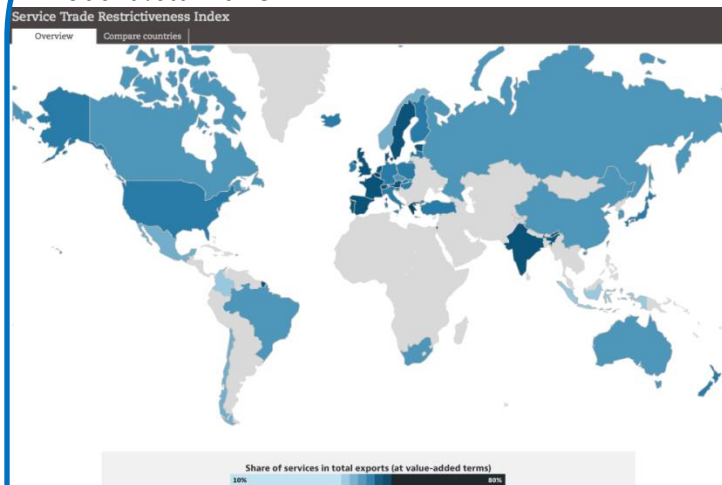 Service Trade Restrictiveness Index
Overview
Compare countries
Share of services in total exports (at value-added terms)
10%
80%